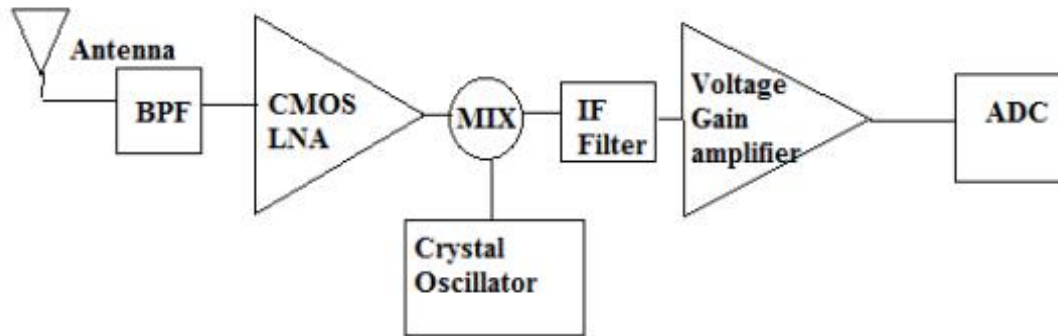 Antenna
BPF
CMOS
LNA
MIX
IF
Filter
Voltage
Gain
amplifier
ADC
Crystal
Oscillator